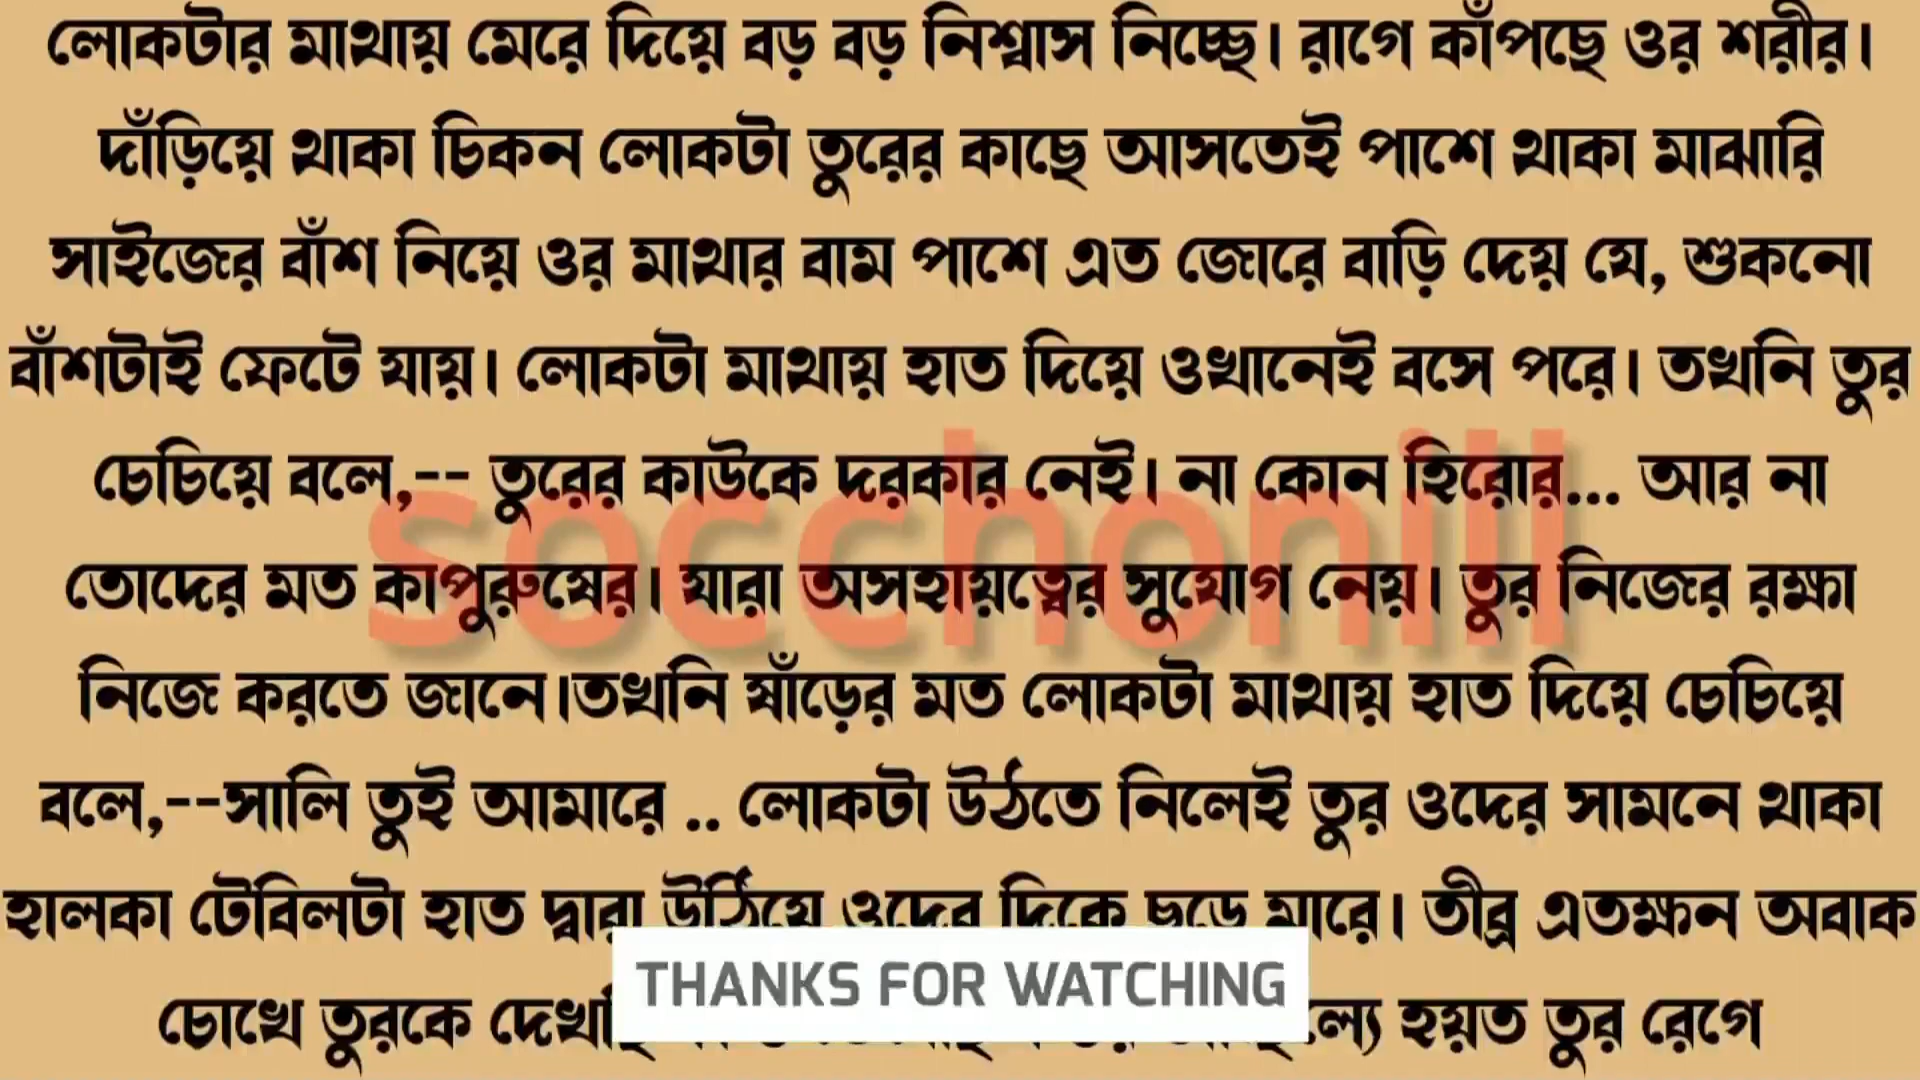 লোকটার মাথায় মেরে দিয়ে বড় বড় নিশ্বাস নিচ্ছে। রাগে কাঁপছে ওর শরীর।
দাঁড়িয়ে থাকা চিকন লোকটা তুরের কাছে আসতেই পাশে থাকা মাঝারি
সাইজের বাঁশ নিয়ে ওর মাথার বাম পাশে এত জোরে বাড়ি দেয় যে, শুকনো
বাঁশটাই ফেটে যায়। লোকটা মাথায় হাত দিয়ে ওখানেই বসে পরে। তখনি তুর
চেচিয়ে বলে,-- তুরের কাউকে দরকার নেই। না কোন হিরোর... আর না
socchonill
তোদের মত কাপুরুষের। যারা অসহায়ত্বের সুযোগ নেয়। তুর নিজের রক্ষা
নিজে করতে জানে।তখনি ষাঁড়ের মত লোকটা মাথায় হাত দিয়ে চেচিয়ে
বলে,--সালি তুই আমারে .. লোকটা উঠতে নিলেই তুর ওদের সামনে থাকা
হালকা টেবিলটা হাত দ্বারা উঠিয়ে ওদের দিকে ছুড়ে মারে। তীব্র এতক্ষন অবাক
THANKS FOR WATCHING
চোখে তুরকে হয়ত তুর রেগে